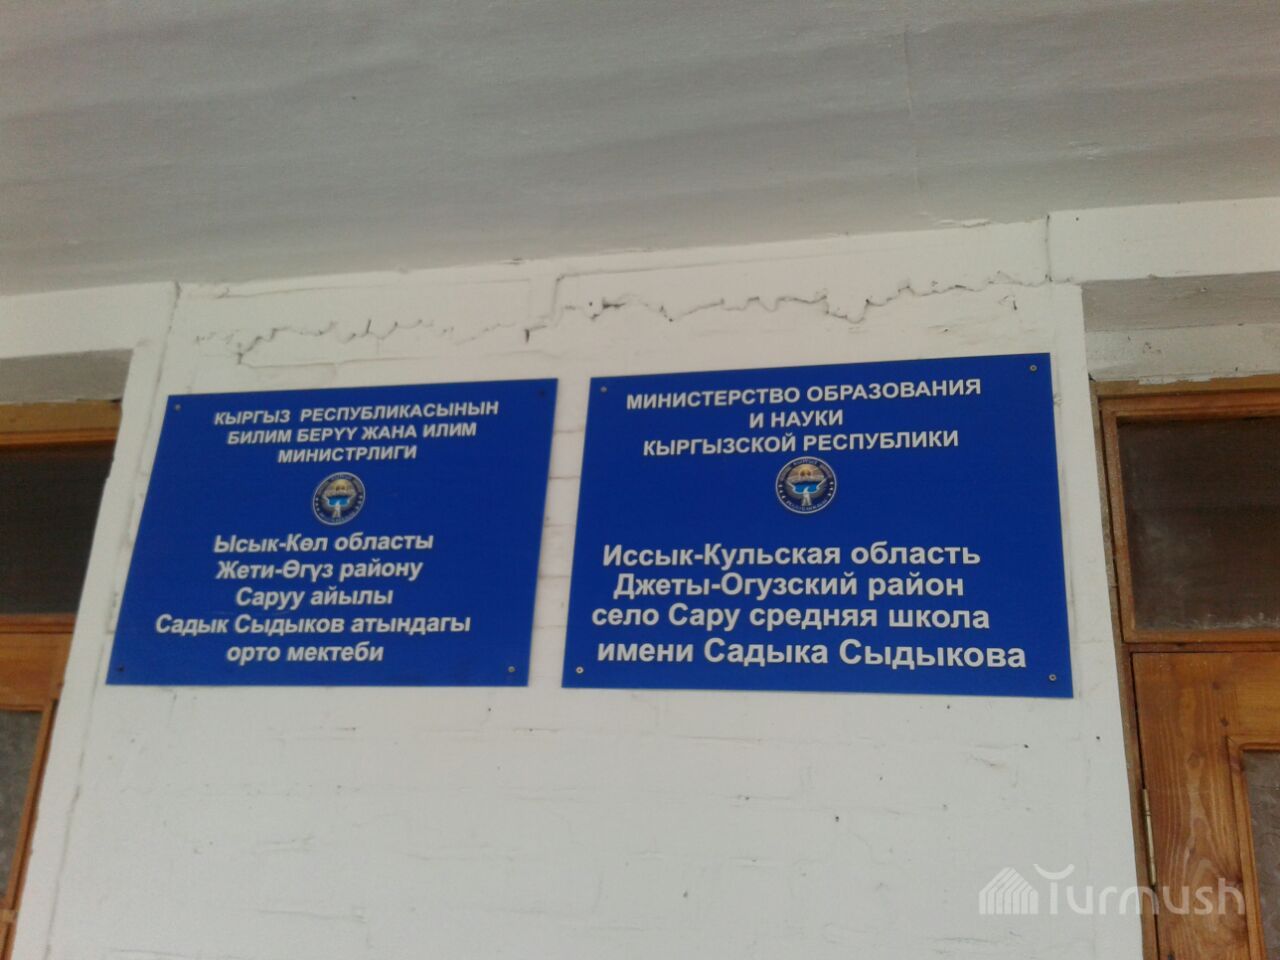 КЫРГЫЗ РЕСПУБЛИКАСЫНЫН
БИЛИМ БЕРҮҮ ЖАНА ИЛИМ
МИНИСТРЛИГИ
Ысык-Көл областы
Жети-Өгүз району
Саруу айылы
Садык Сыдыков атындагы
орто мектеби
МИНИСТЕРСТВО ОБРАЗОВАНИЯ
И НАУКИ
КЫРГЫЗСКОЙ РЕСПУБЛИКИ
Иссык-Кульская область
Джеты-Огузский район
село Сару средняя школа
имени Садыка Сыдыкова
Turmush